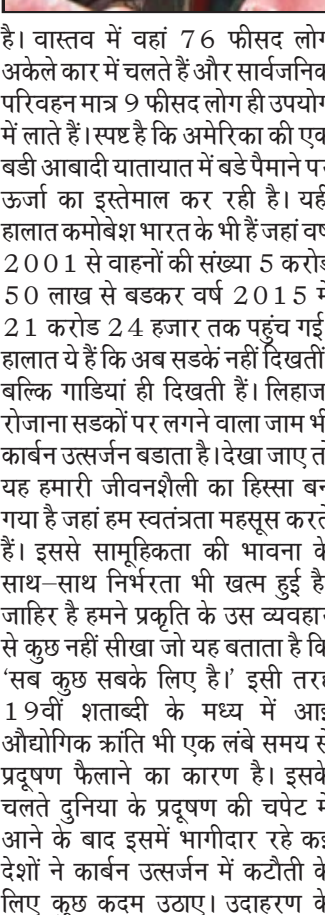 है। वास्तव में वहां 76 फीसद लोग
अकेले कार में चलते हैं और सार्वजनिक
परिवहन मात्र 9 फीसद लोग ही उपयोग
में लाते हैं। स्पष्ट है कि अमेरिका की एक
बडी आबादी यातायात में बडे पैमाने पर
ऊर्जा का इस्तेमाल कर रही है। यही
हालात कमोबेश भारत के भी हैं जहां वर्ष
2001 से वाहनों की संख्या 5 करोड
50 लाख से बडकर वर्ष 2015 में
21 करोड 24 हजार तक पहुंच गई
हालात ये हैं कि अब सडकें नहीं दिखतीं
बल्कि गाडियां ही दिखती हैं। लिहाजा
रोजाना सडकों पर लगने वाला जाम भी
कार्बन उत्सर्जन बडाता है। देखा जाए तो
यह हमारी जीवनशैली का हिस्सा बन
गया है जहां हम स्वतंत्रता महसूस करते
हैं। इससे सामूहिकता की भावना के
साथ–साथ निर्भरता भी खत्म हुई है
जाहिर है हमने प्रकृति के उस व्यवहार
से कुछ नहीं सीखा जो यह बताता है कि
‘सब कुछ सबके लिए है।’ इसी तरह
19वीं शताब्दी के मध्य में आई
औद्योगिक क्रांति भी एक लंबे समय से
प्रदूषण फैलाने का कारण है। इसके
चलते दुनिया के प्रदूषण की चपेट में
आने के बाद इसमें भागीदार रहे कई
देशों ने कार्बन उत्सर्जन में कटौती के
लिए कुछ कदम उठाए। उदाहरण के